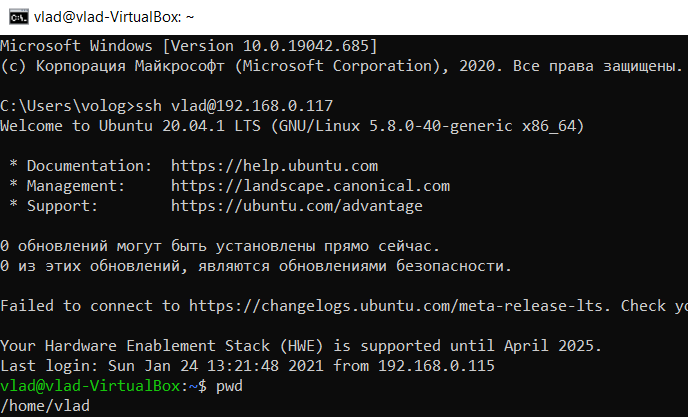 vlad@vlad-VirtualBox: ~
Microsoft Windows [Version 10.0.19042.685]
(c) Корпорация Майкрософт (Microsoft Corporation), 2020. Все права защищены.
C:\Users\volog>ssh vlad@192.168.0.117
Welcome to Ubuntu 20.04.1 LTS (GNU/Linux 5.8.0-40-generic x86_64)
* Documentation:  https://help.ubuntu.com
* Management:     https://landscape.canonical.com
* Support:        https://ubuntu.com/advantage
0 обновлений могут быть установлены прямо сейчас.
0 из этих обновлений, являются обновлениями безопасности.
Failed to connect to https://changelogs.ubuntu.com/meta-release-lts. Check
Your Hardware Enablement Stack (HWE) is supported until April 2025.
Last login: Sun Jan 24 13:21:48 2021 from 192.168.0.115
vlad@vlad-VirtualBox:~$ pwd
/home/vlad